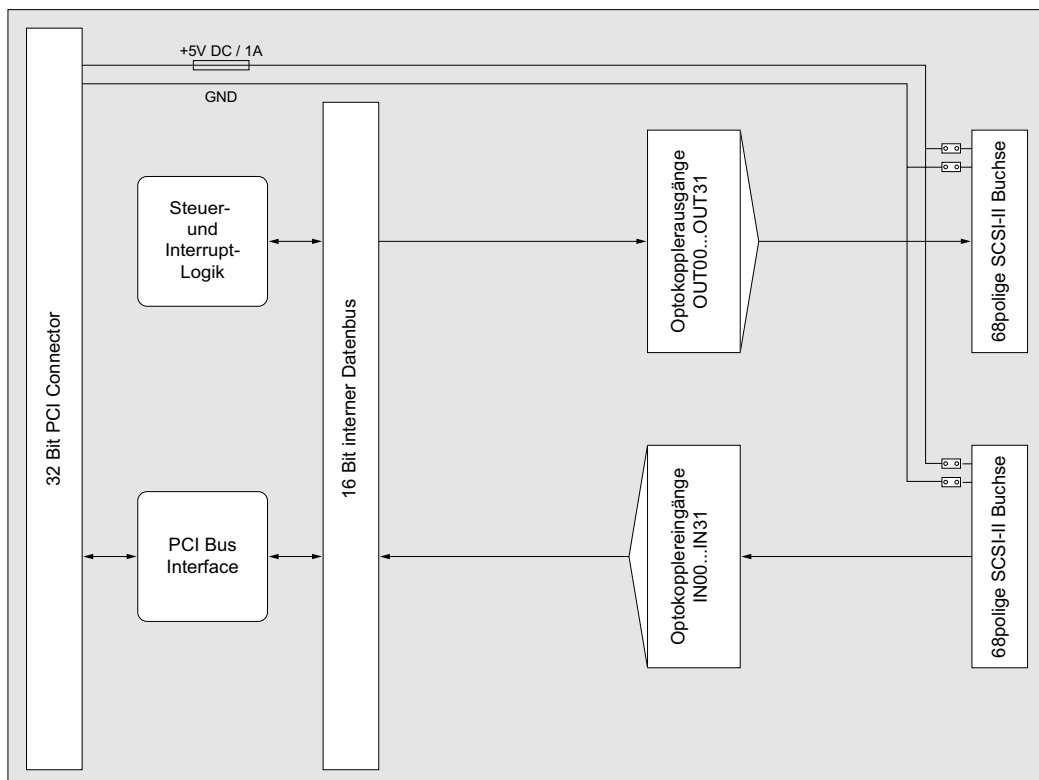 +5V DC / 1A
GND
32 Bit PCI Connector
Steuer-
und
Interrupt-
Logik
PCI Bus
Interface
16 Bit interner Datenbus
Optokopplerausgänge
OUT00...OUT31
68polige SCSI-II Buchse
Optokopplereingänge
IN00...IN31
68polige SCSI-II Buchse